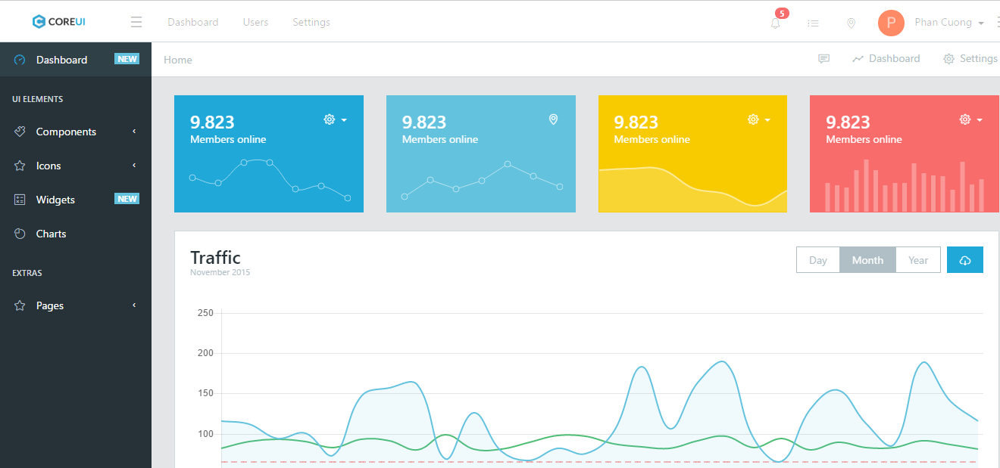 COREUI
Dashboard Users Settings
5
P
Phan Cuong
Dashboard NEW
Home
Dashboard
Settings
UI ELEMENTS
Components
Icons
Widgets NEW
Charts
EXTRAS
Pages
9.823
Members online
9.823
Members online
9.823
Members online
9.823
Members online
Traffic
November 2015
Day Month Year
250
200
150
100